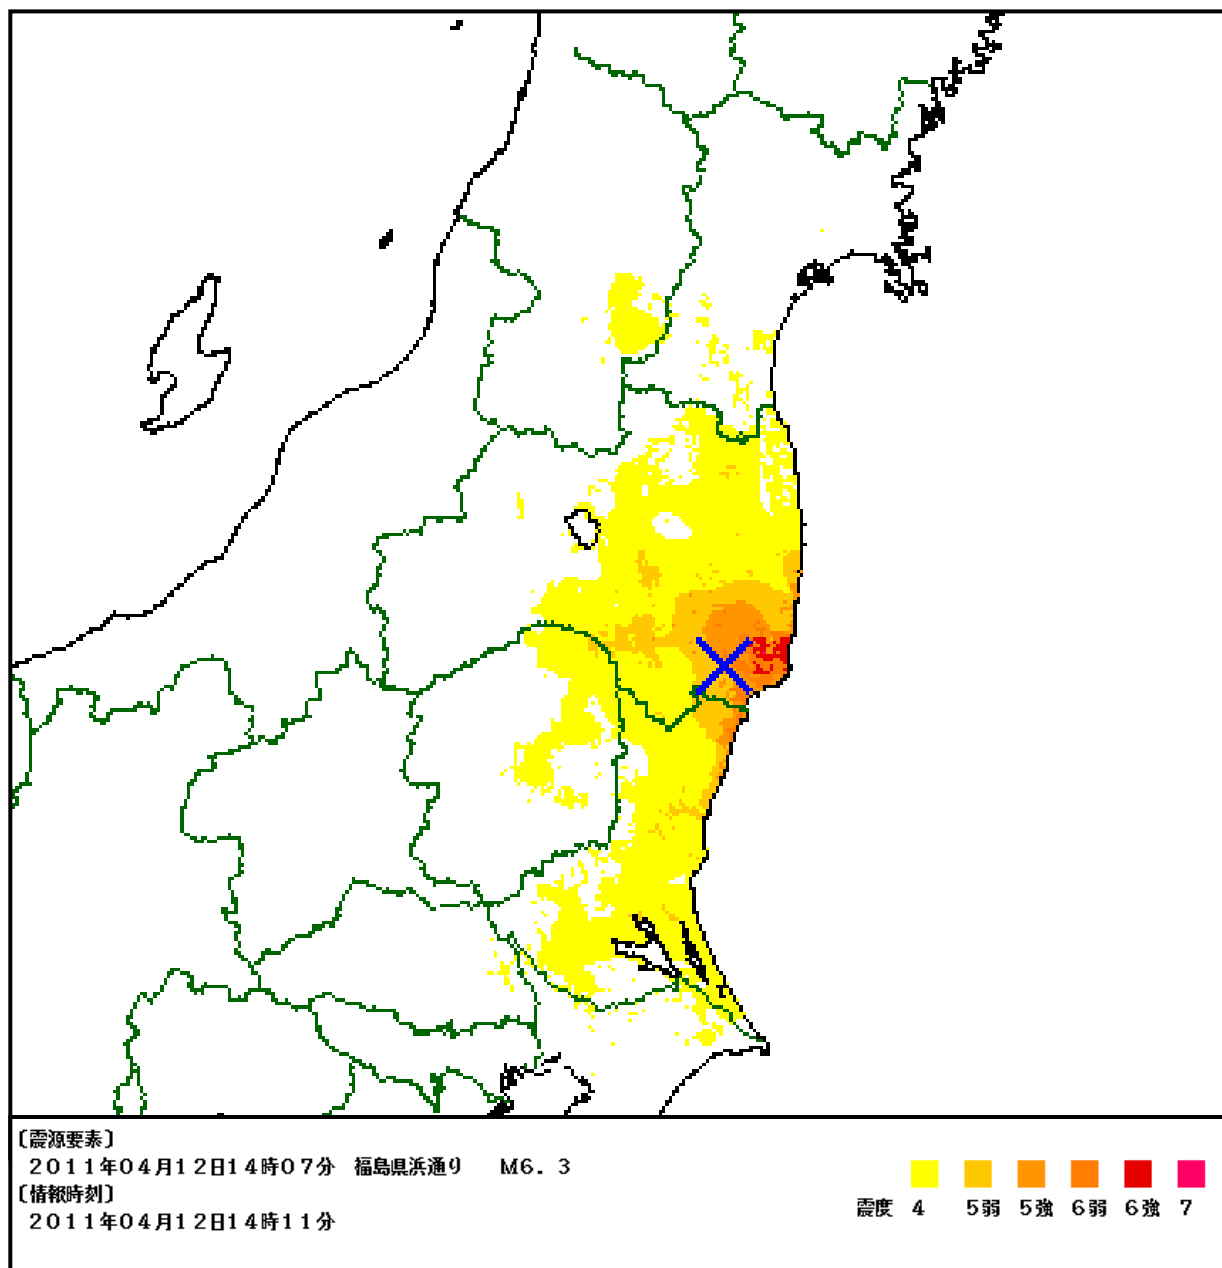 〔震源要素〕
２０１１年０４月１２日１４時０７分　福島県浜通り　　Ｍ６．３
〔情報時刻〕
２０１１年０４月１２日１４時１１分
震度　４　５弱　５強　６弱　６強　７